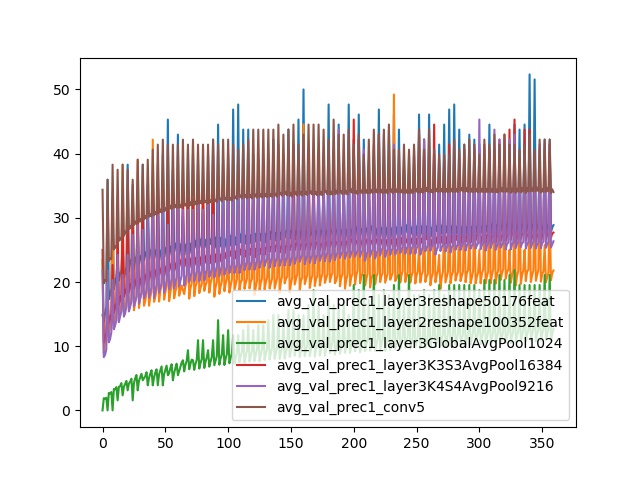 50
40
30
20
10
0
avg_val_prec1_layer3reshape50176feat
avg_val_prec1_layer2reshape100352feat
avg_val_prec1_layer3GlobalAvgPool1024
avg_val_prec1_layer3K3S3AvgPool16384
avg_val_prec1_layer3K4S4AvgPool9216
avg_val_prec1_conv5
0 50 100 150 200 250 300 350